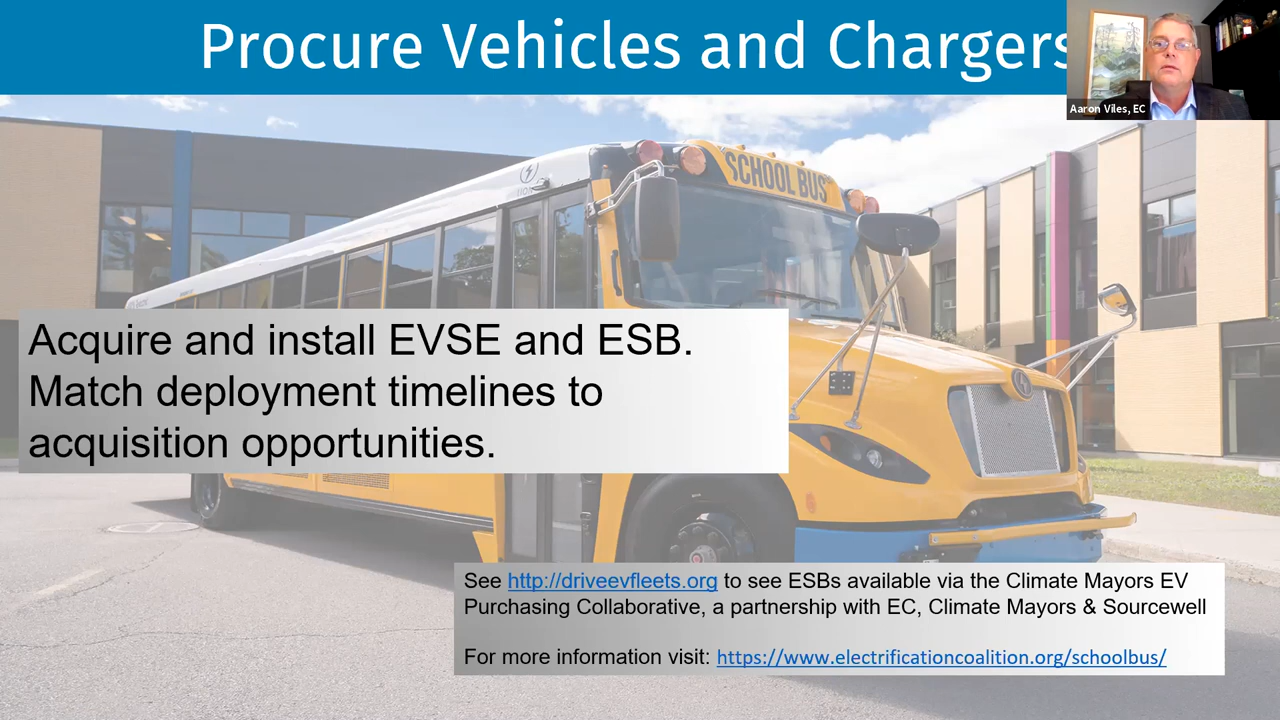 Procure Vehicles and Chargers
Aaron Viles, EC
SCHOOL BUS
Acquire and install EVSE and ESB.
Match deployment timelines to
acquisition opportunities.
See http://driveevfleets.org to see ESBs available via the Climate Mayors EV
Purchasing Collaborative, a partnership with EC, Climate Mayors & Sourcewell
For more information visit: https://www.electrificationcoalition.org/schoolbus/